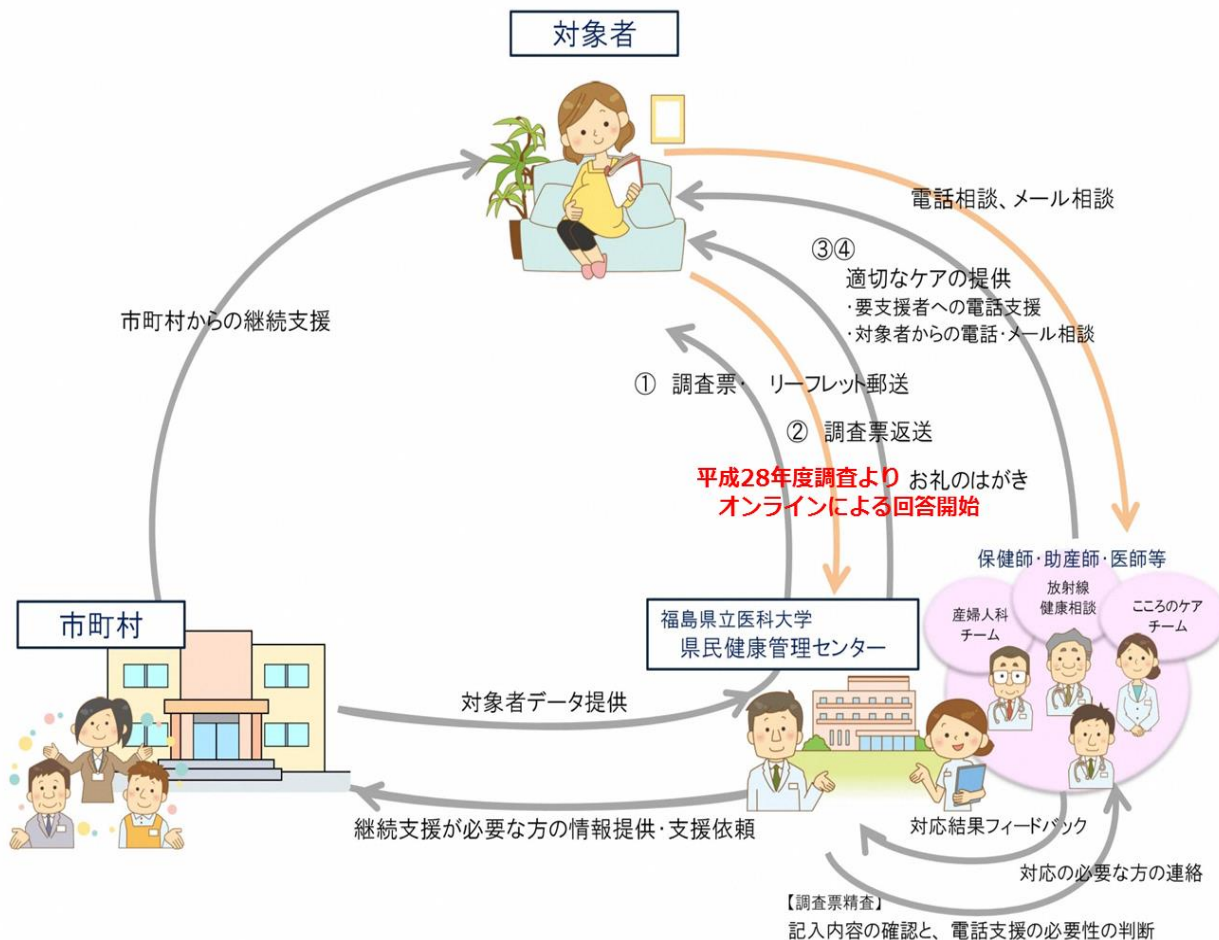 対象者
電話相談、メール相談
③④
適切なケアの提供
・要支援者への電話支援
・対象者からの電話・メール相談
市町村からの継続支援
① 調査票・ リーフレット郵送
② 調査票返送
平成28年度調査より
オンラインによる回答開始
お礼のはがき
保健師・助産師・医師等
産婦人科
チーム
放射線
健康相談
こころのケア
チーム
市町村
福島県立医科大学
県民健康管理センター
対象者データ提供
継続支援が必要な方の情報提供・支援依頼
対応結果フィードバック
対応の必要な方の連絡
【調査票精査】
記入内容の確認と、電話支援の必要性の判断